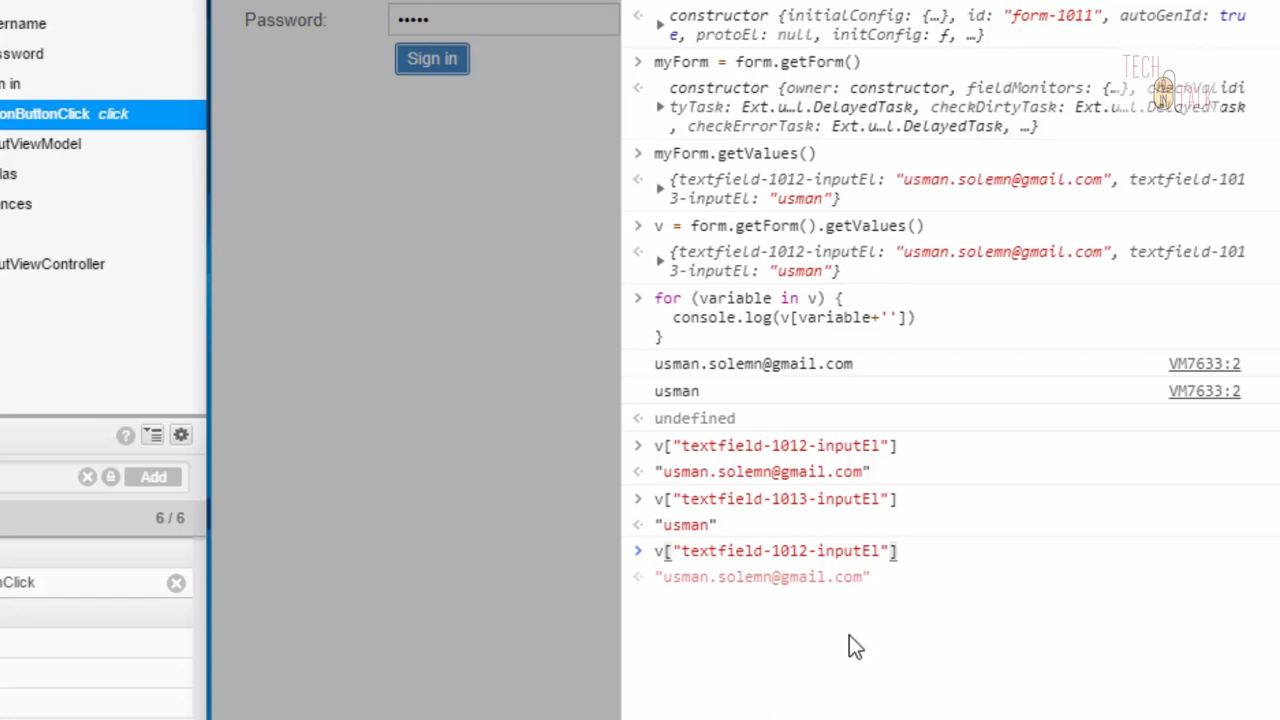 ername
ssword
n in
onButtonClick click
utViewModel
las
nces
utViewController
?
Add
6 / 6
nClick
Password:
•••••
Sign in
constructor {initialConfig: {…}, id: "form-1011", autoGenId: tru
e, protoEl: null, initConfig: ƒ, …}
> myForm = form.getForm()
constructor {owner: constructor, fieldMonitors: {…}, checkValidi
tyTask: Ext.u…l.DelayedTask, checkDirtyTask: Ext.u…l.DelayedTask
, checkErrorTask: Ext.u…l.DelayedTask, …}
> myForm.getValues()
{textfield-1012-inputEl: "usman.solemn@gmail.com", textfield-101
3-inputEl: "usman"}
> v = form.getForm().getValues()
{textfield-1012-inputEl: "usman.solemn@gmail.com", textfield-101
3-inputEl: "usman"}
> for (variable in v) {
console.log(v[variable+''])
}
usman.solemn@gmail.com VM7633:2
usman VM7633:2
undefined
> v["textfield-1012-inputEl"]
"usman.solemn@gmail.com"
> v["textfield-1013-inputEl"]
"usman"
> v["textfield-1012-inputEl"]
"usman.solemn@gmail.com"
TECH
IN
TALK